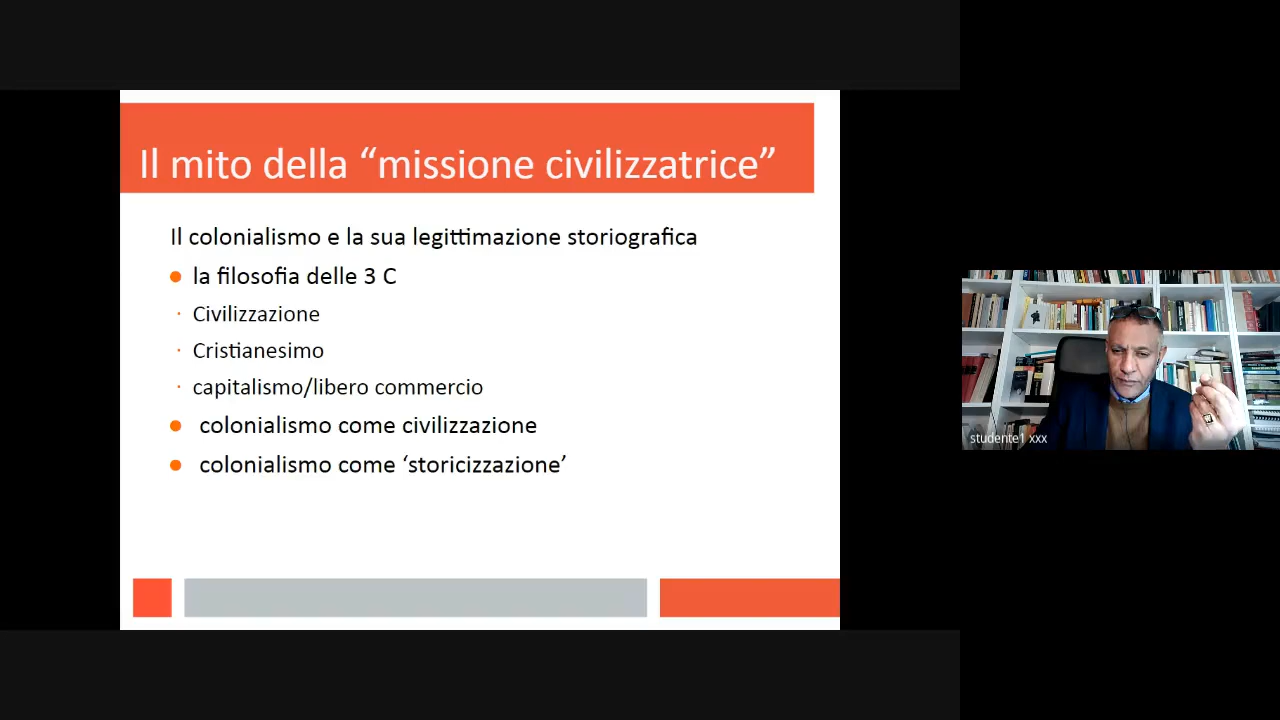 Il mito della “missione civilizzatrice”
Il colonialismo e la sua legittimazione storiografica
la filosofia delle 3 C
Civilizzazione
Cristianesimo
capitalismo/libero commercio
colonialismo come civilizzazione
colonialismo come ‘storicizzazione’
studente1 xxx